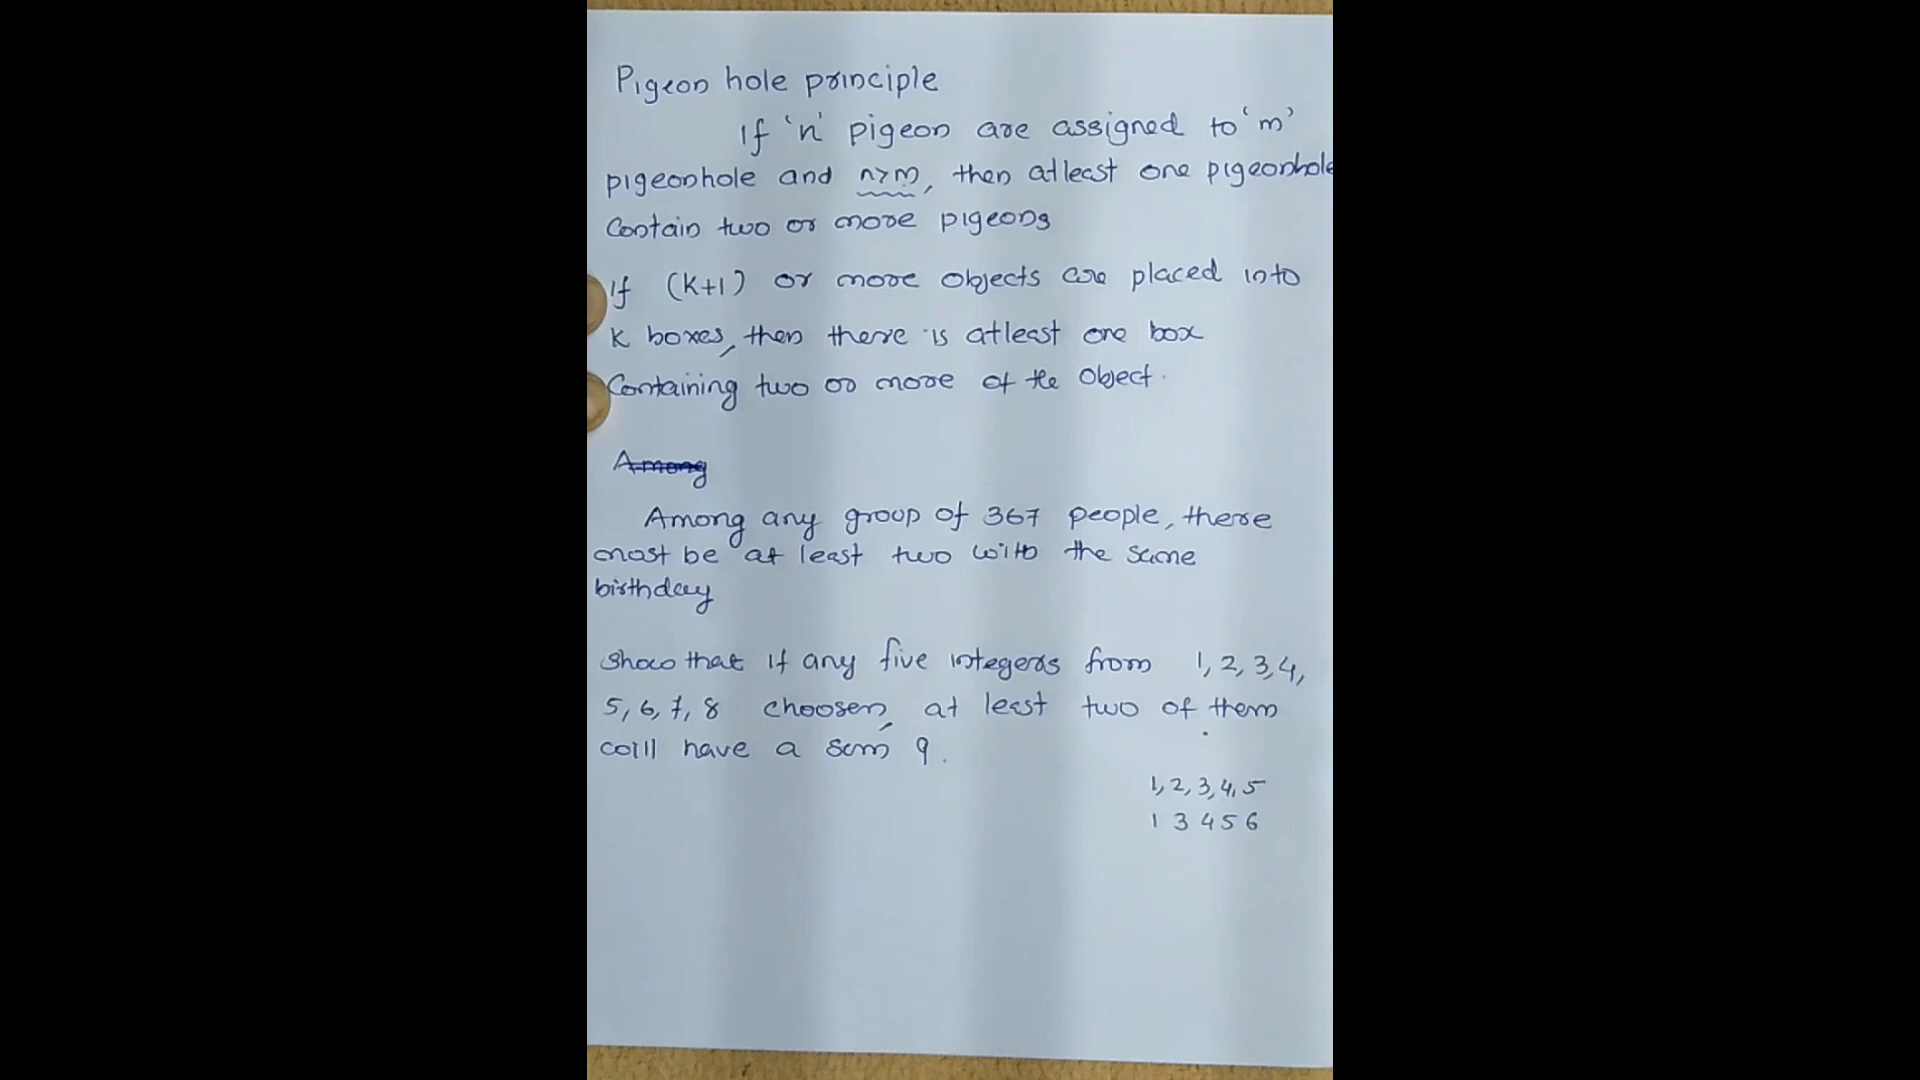 Pigeon hole principle
If 'n' pigeon are assigned to 'm'
pigeonhole and n>m, then atleast one pigeonhole
Contain two or more pigeons
If (k+1) or more objects are placed into
k boxes, then there is atleast one box
Containing two or more of the object.
Among
Among any group of 367 people, there
must be at least two with the same
birthday
Show that if any five integers from 1, 2, 3, 4,
5, 6, 7, 8 choosen, at least two of them
will have a sum 9.
1, 2, 3, 4, 5
1 3 4 5 6